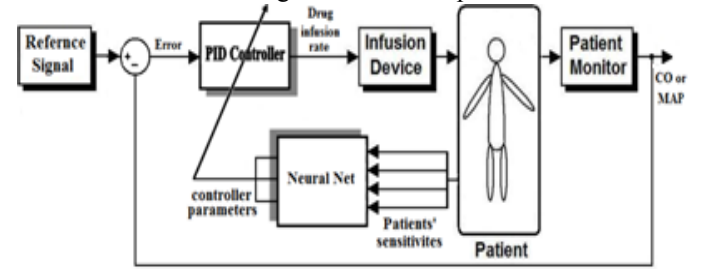 Drug
infusion
rate
Refernce
Signal
+
-
Error
PID Controller
Infusion
Device
Patient
Monitor
CO or
MAP
Neural Net
controller
parameters
Patients'
sensitivites
Patient